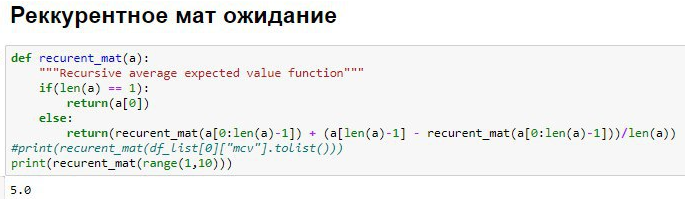 Реккурентное мат ожидание
def recurent_mat(a):
    """Recursive average expected value function"""
    if(len(a) == 1):
        return(a[0])
    else:
        return(recurent_mat(a[0:len(a)-1]) + (a[len(a)-1] - recurent_mat(a[0:len(a)-1]))/len(a))
#print(recurent_mat(df_list[0]["mcv"].tolist()))
print(recurent_mat(range(1,10)))
5.0